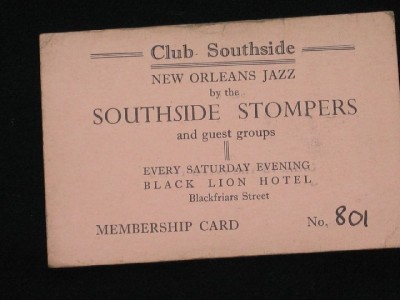 Club Southside
NEW ORLEANS JAZZ
by the
SOUTHSIDE STOMPERS
and guest groups
EVERY SATURDAY EVENING
BLACK LION HOTEL
Blackfriars Street
MEMBERSHIP CARD No. 801